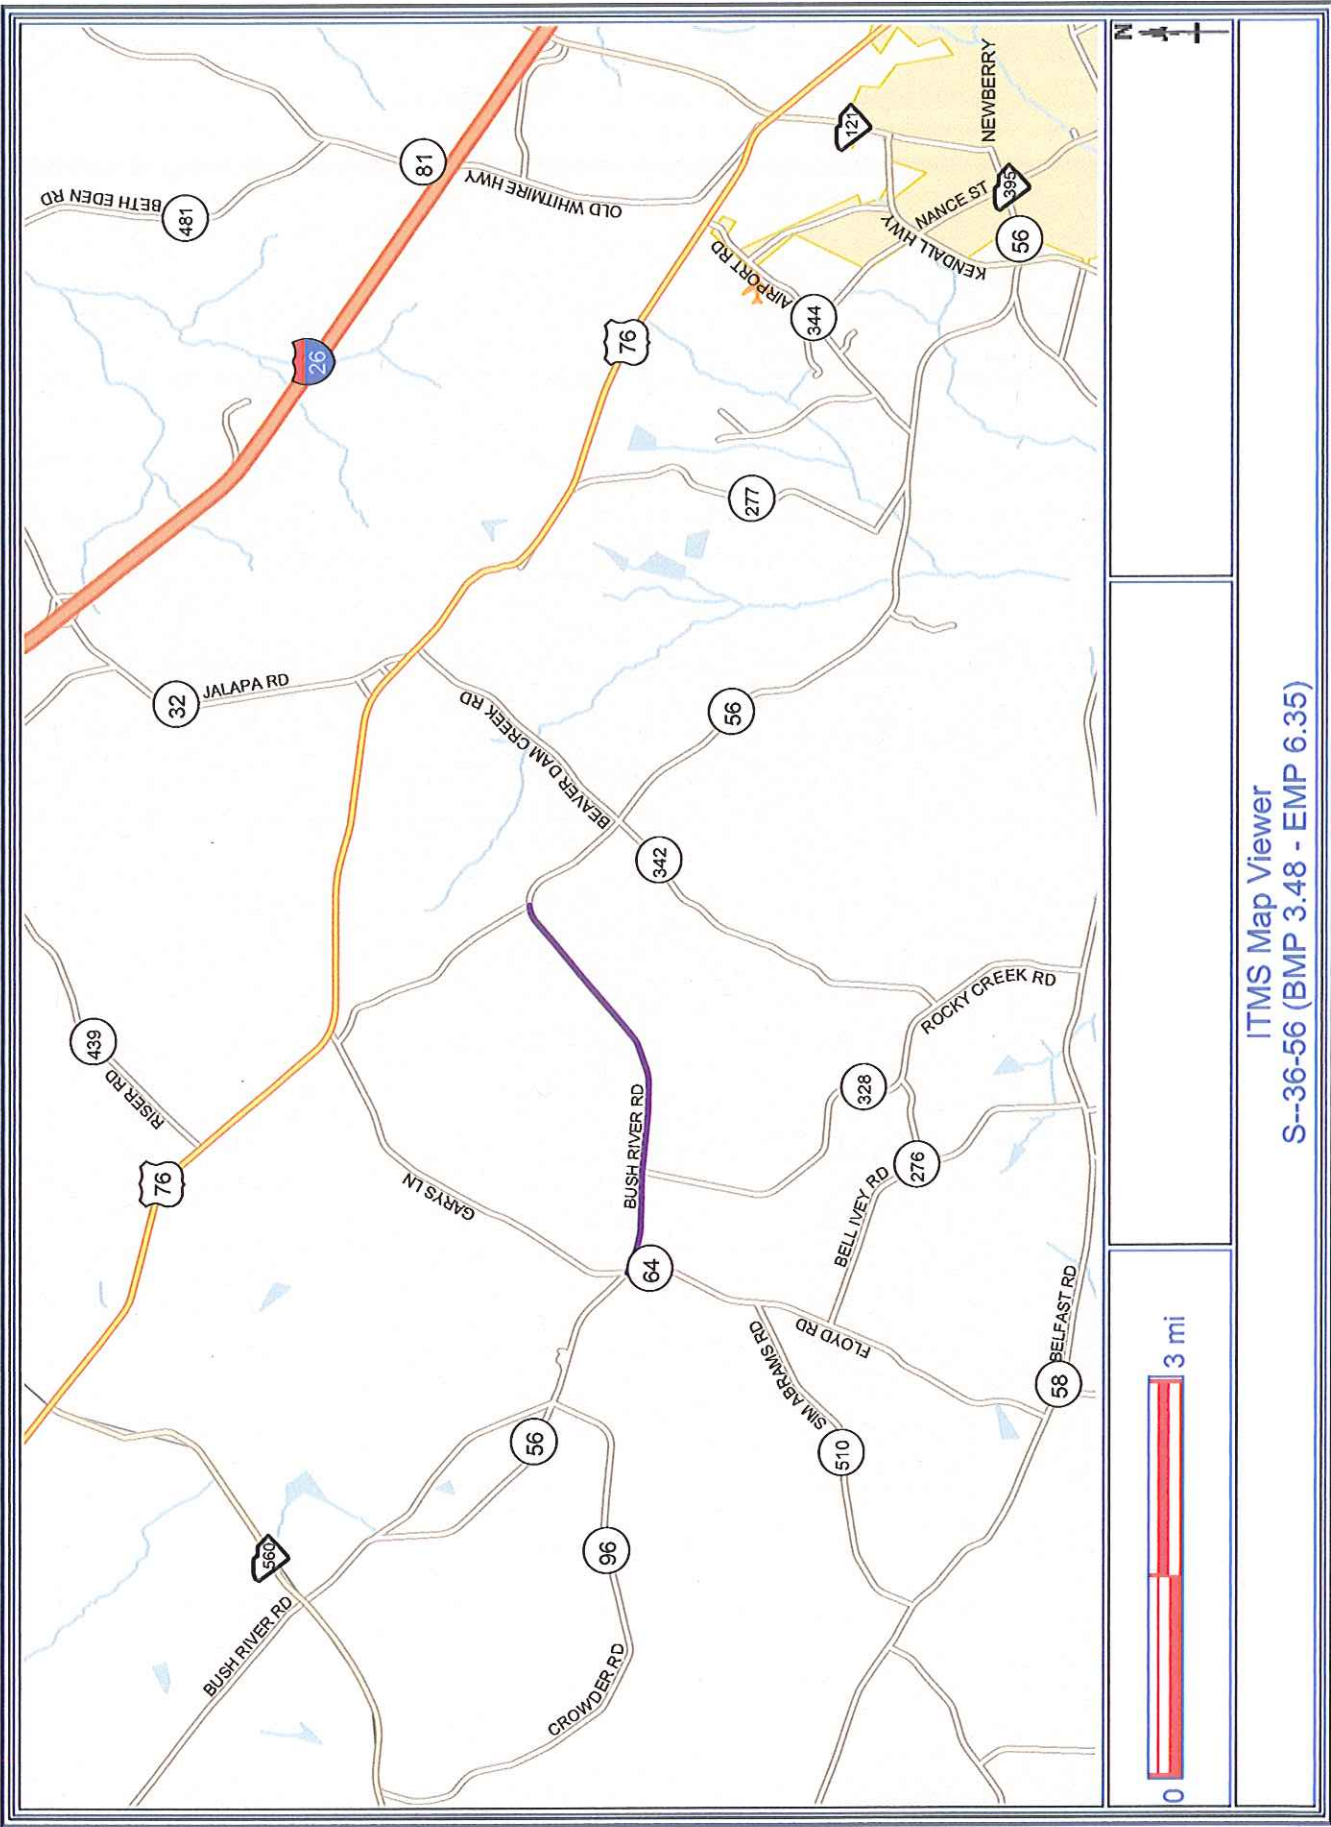 560
BUSH RIVER RD
76
RISER RD
439
32
JALAPA RD
26
BETH EDEN RD
481
81
OLD WHITMIRE HWY
76
56
GARYS LN
BEAVER DAM CREEK RD
277
AIRPORT RD
344
121
NEWBERRY
395
NANCE ST
KENDALL HWY
56
CROWDER RD
96
64
BUSH RIVER RD
342
56
SIM ABRAMS RD
510
FLOYD RD
BELL IVEY RD
276
328
ROCKY CREEK RD
58
BELFAST RD
0
3 mi
N
ITMS Map Viewer
S--36-56 (BMP 3.48 - EMP 6.35)